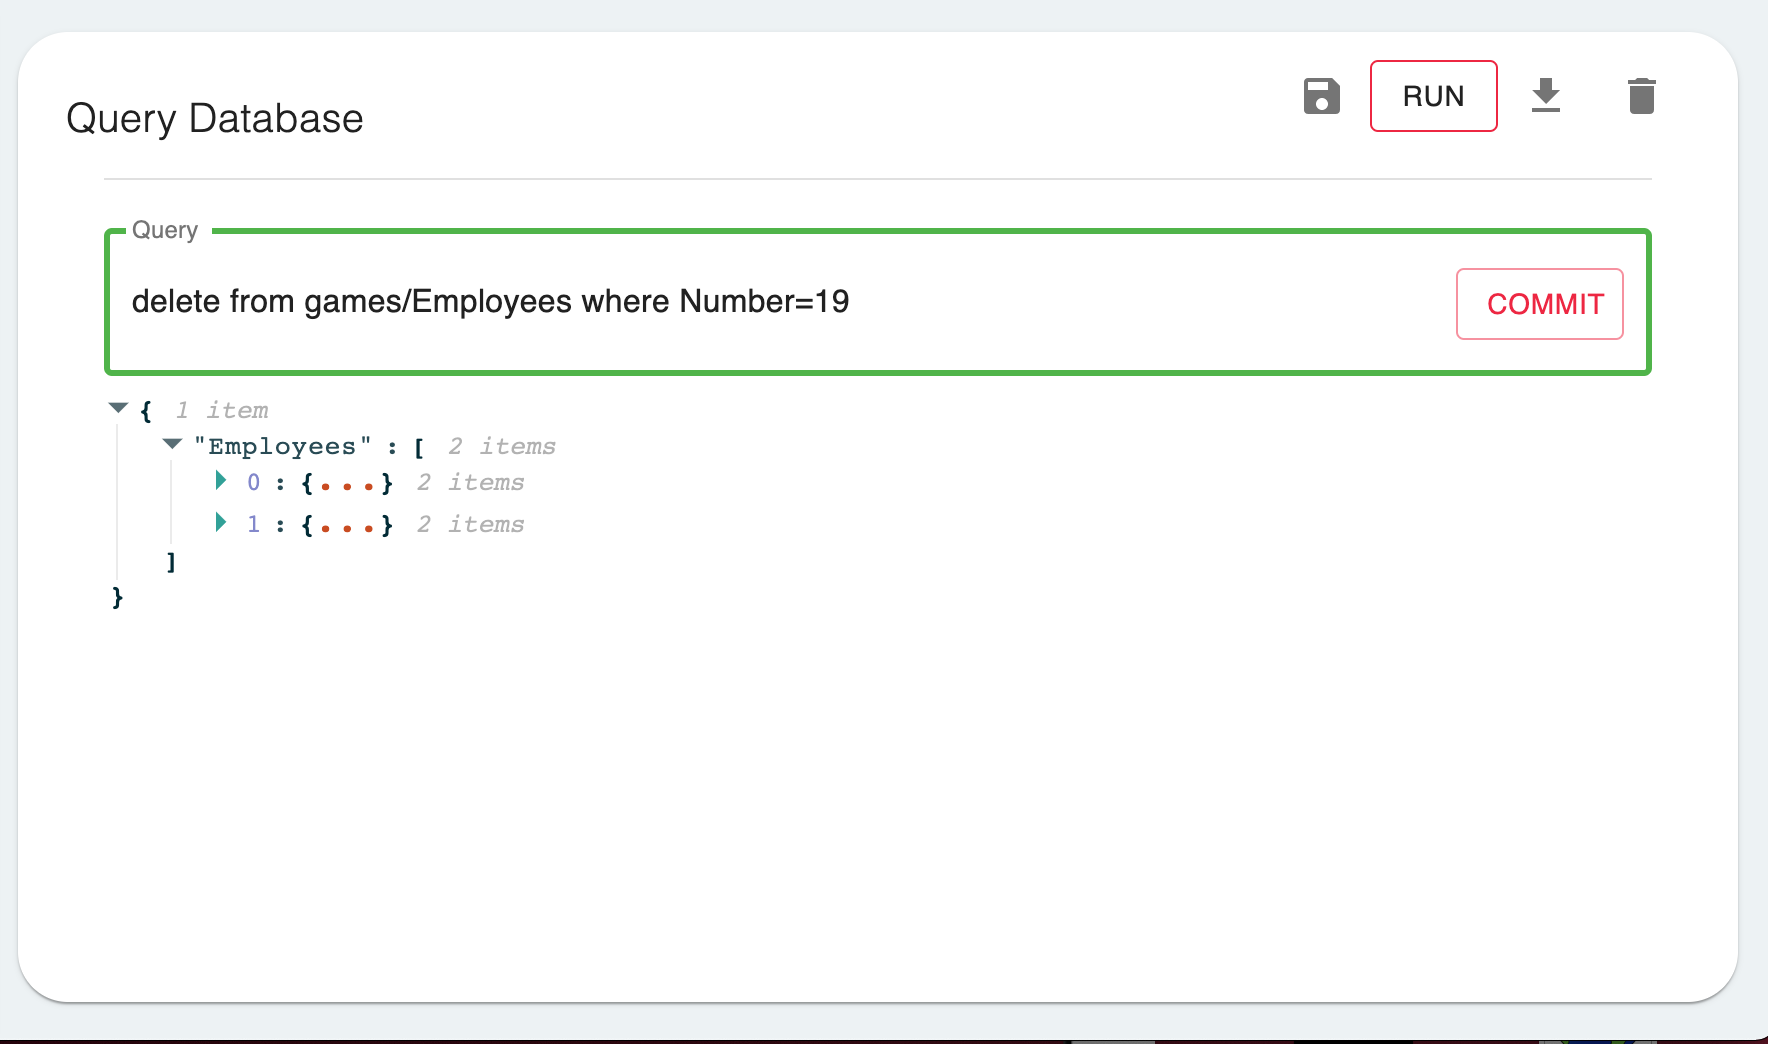 Query Database
RUN
Query
delete from games/Employees where Number=19
COMMIT
{ 1 item
"Employees" : [ 2 items
0 : {...} 2 items
1 : {...} 2 items
]
}